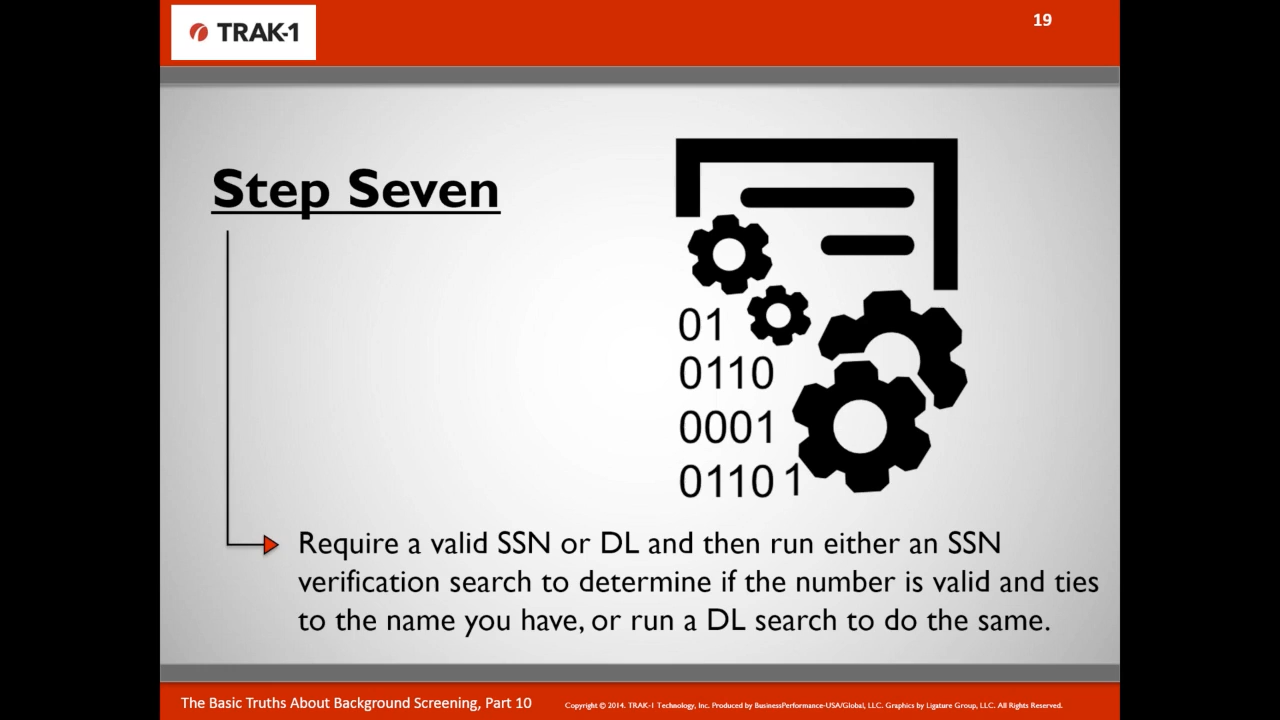 TRAK-1
19
Step Seven
01
0110
0001
0110 1
Require a valid SSN or DL and then run either an SSN
verification search to determine if the number is valid and ties
to the name you have, or run a DL search to do the same.
The Basic Truths About Background Screening, Part 10
Copyright © 2014. TRAK-1 Technology, Inc. Produced by BusinessPerformance-USA/Global, LLC. Graphics by Ligature Group, LLC. All Rights Reserved.